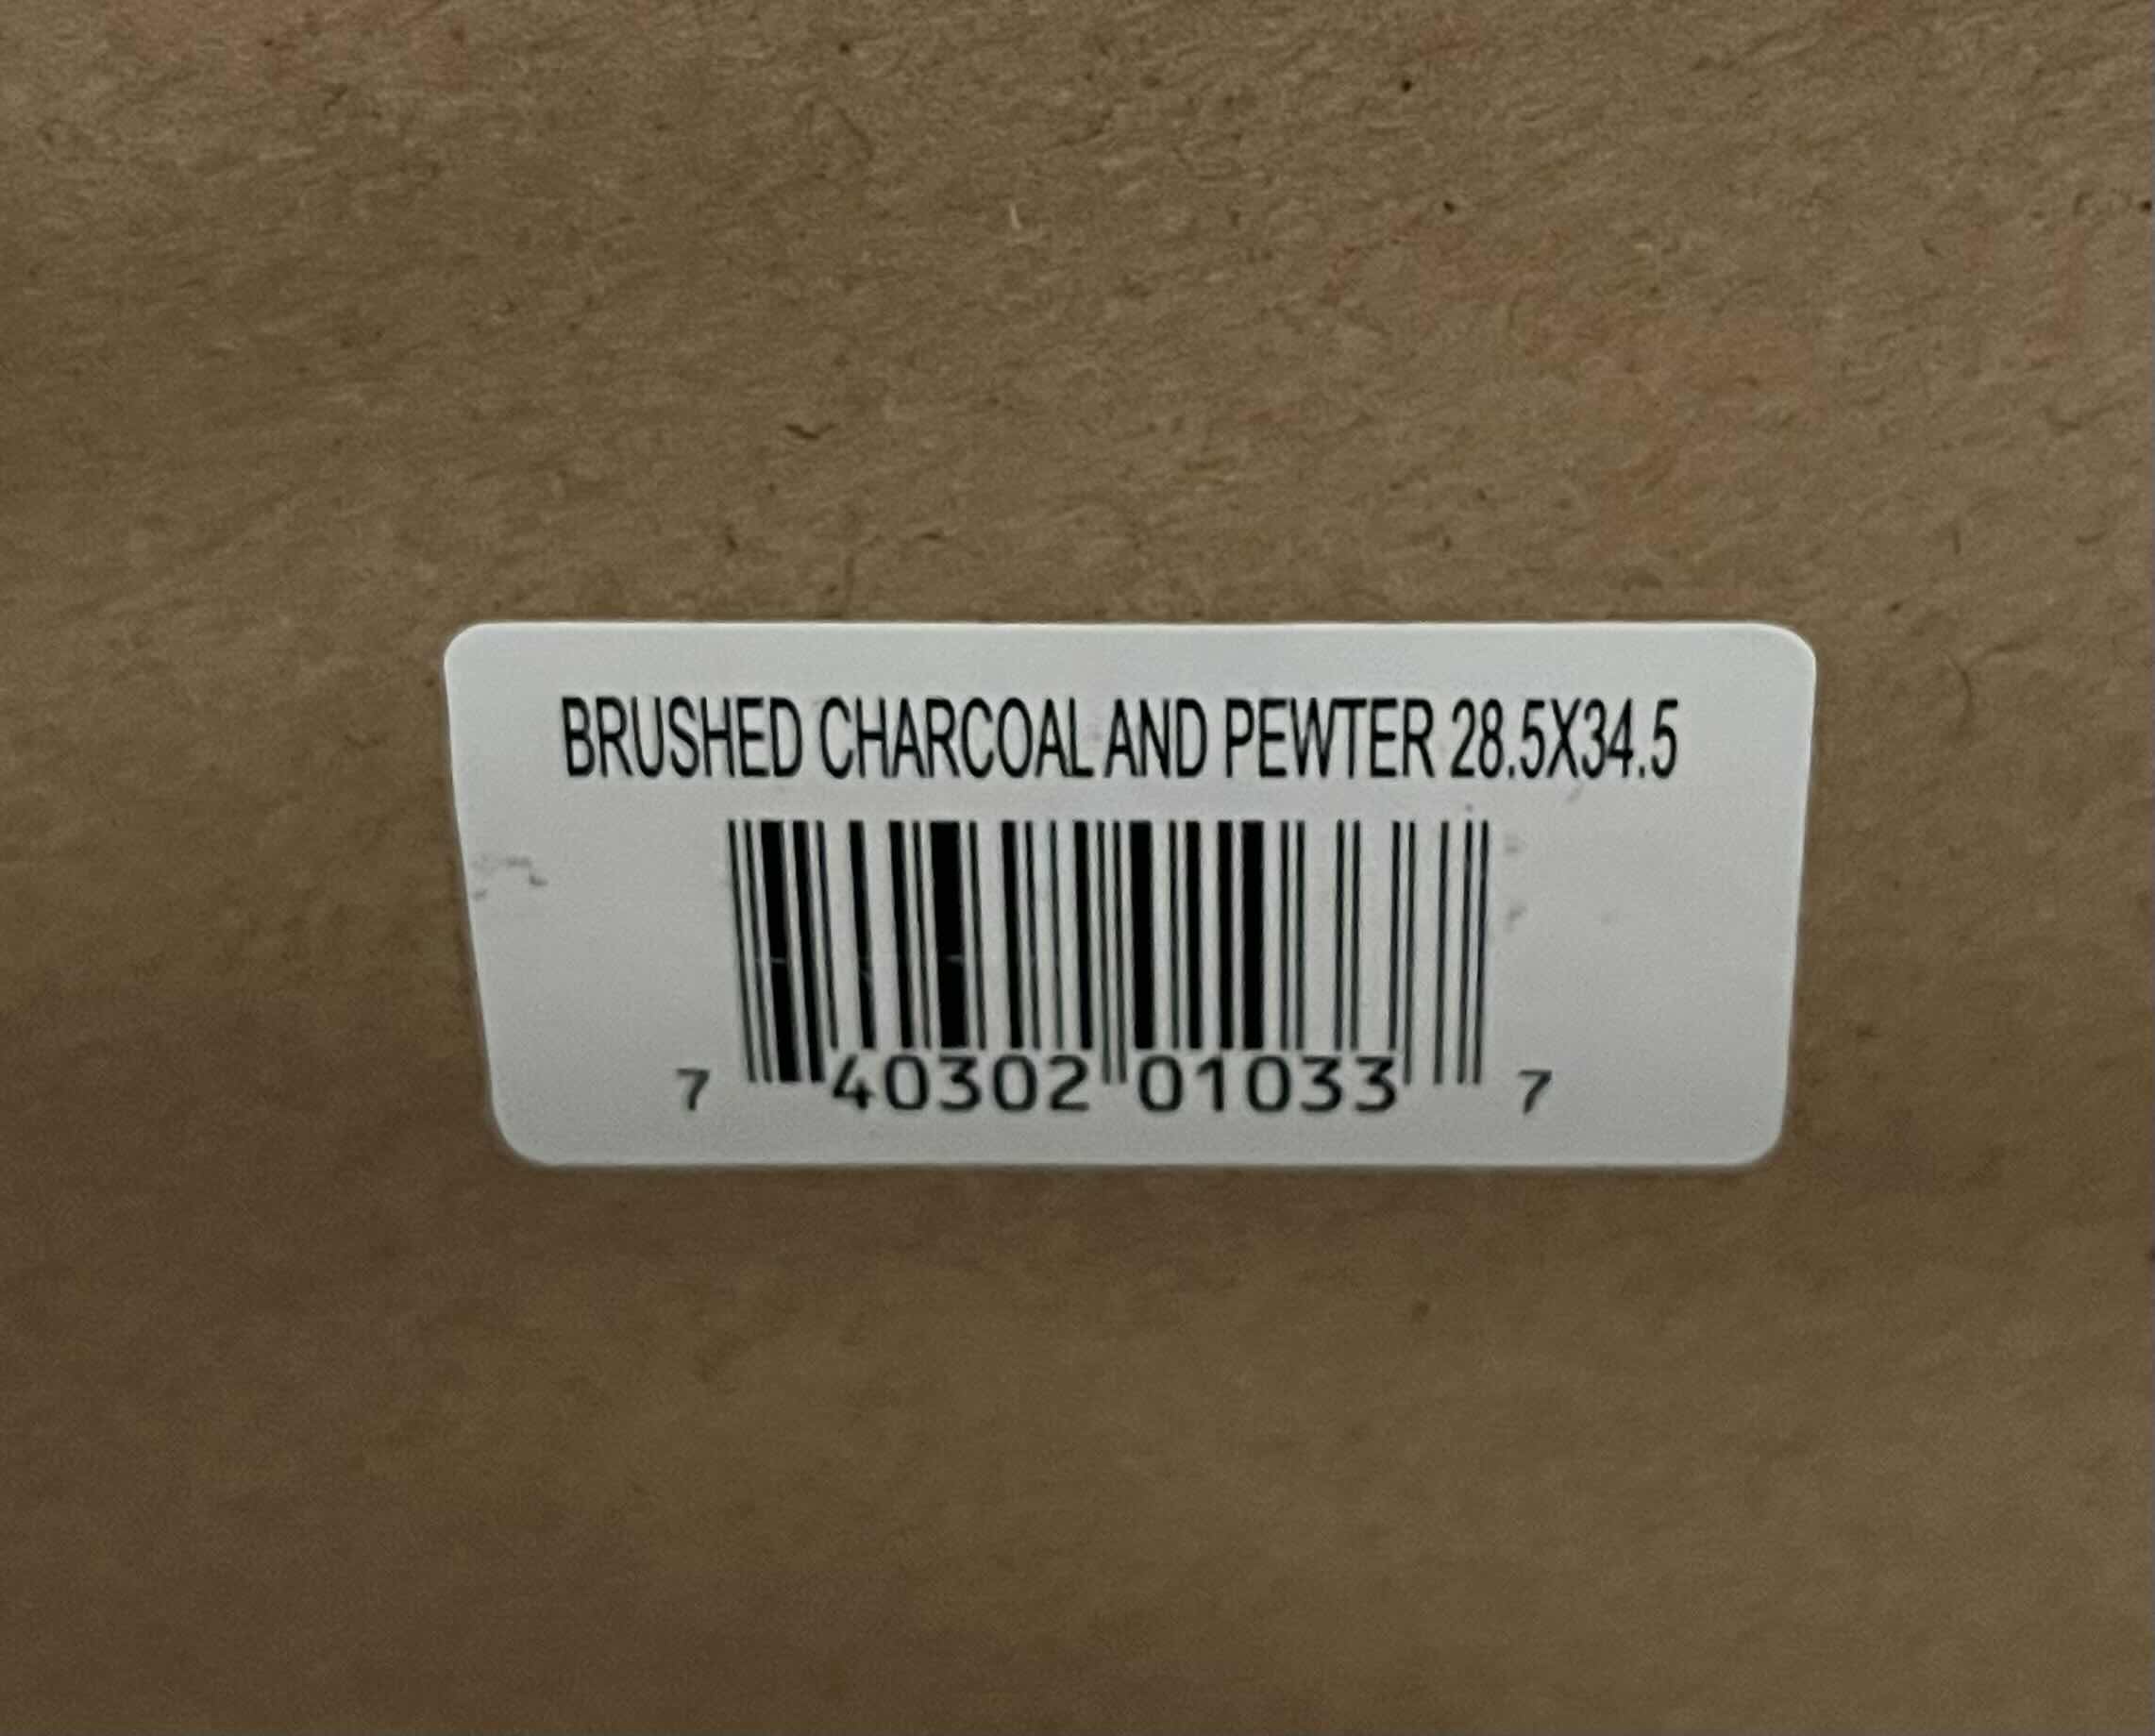 BRUSHED CHARCOAL AND PEWTER 28.5X34.5
7 40302 01033 7